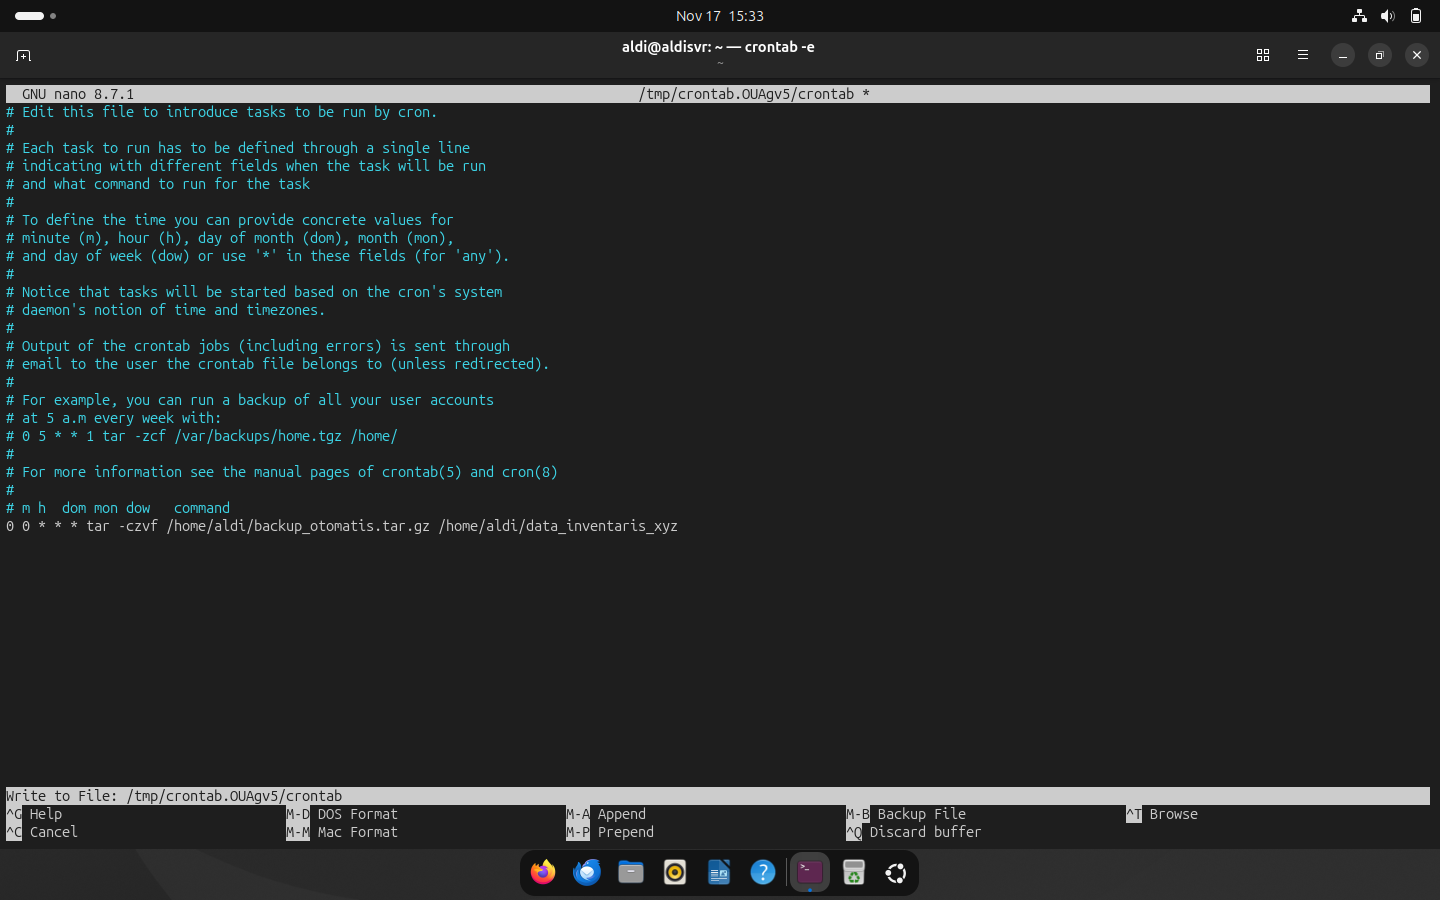 Nov 17 15:33
aldi@aldisvr: ~ — crontab -e
~
GNU nano 8.7.1 /tmp/crontab.OUAgv5/crontab *
# Edit this file to introduce tasks to be run by cron.
#
# Each task to run has to be defined through a single line
# indicating with different fields when the task will be run
# and what command to run for the task
#
# To define the time you can provide concrete values for
# minute (m), hour (h), day of month (dom), month (mon),
# and day of week (dow) or use '*' in these fields (for 'any').
#
# Notice that tasks will be started based on the cron's system
# daemon's notion of time and timezones.
#
# Output of the crontab jobs (including errors) is sent through
# email to the user the crontab file belongs to (unless redirected).
#
# For example, you can run a backup of all your user accounts
# at 5 a.m every week with:
# 0 5 * * 1 tar -zcf /var/backups/home.tgz /home/
#
# For more information see the manual pages of crontab(5) and cron(8)
#
# m h  dom mon dow   command
0 0 * * * tar -czvf /home/aldi/backup_otomatis.tar.gz /home/aldi/data_inventaris_xyz
Write to File: /tmp/crontab.OUAgv5/crontab
^G Help M-D DOS Format M-A Append M-B Backup File ^T Browse
^C Cancel M-M Mac Format M-P Prepend ^Q Discard buffer